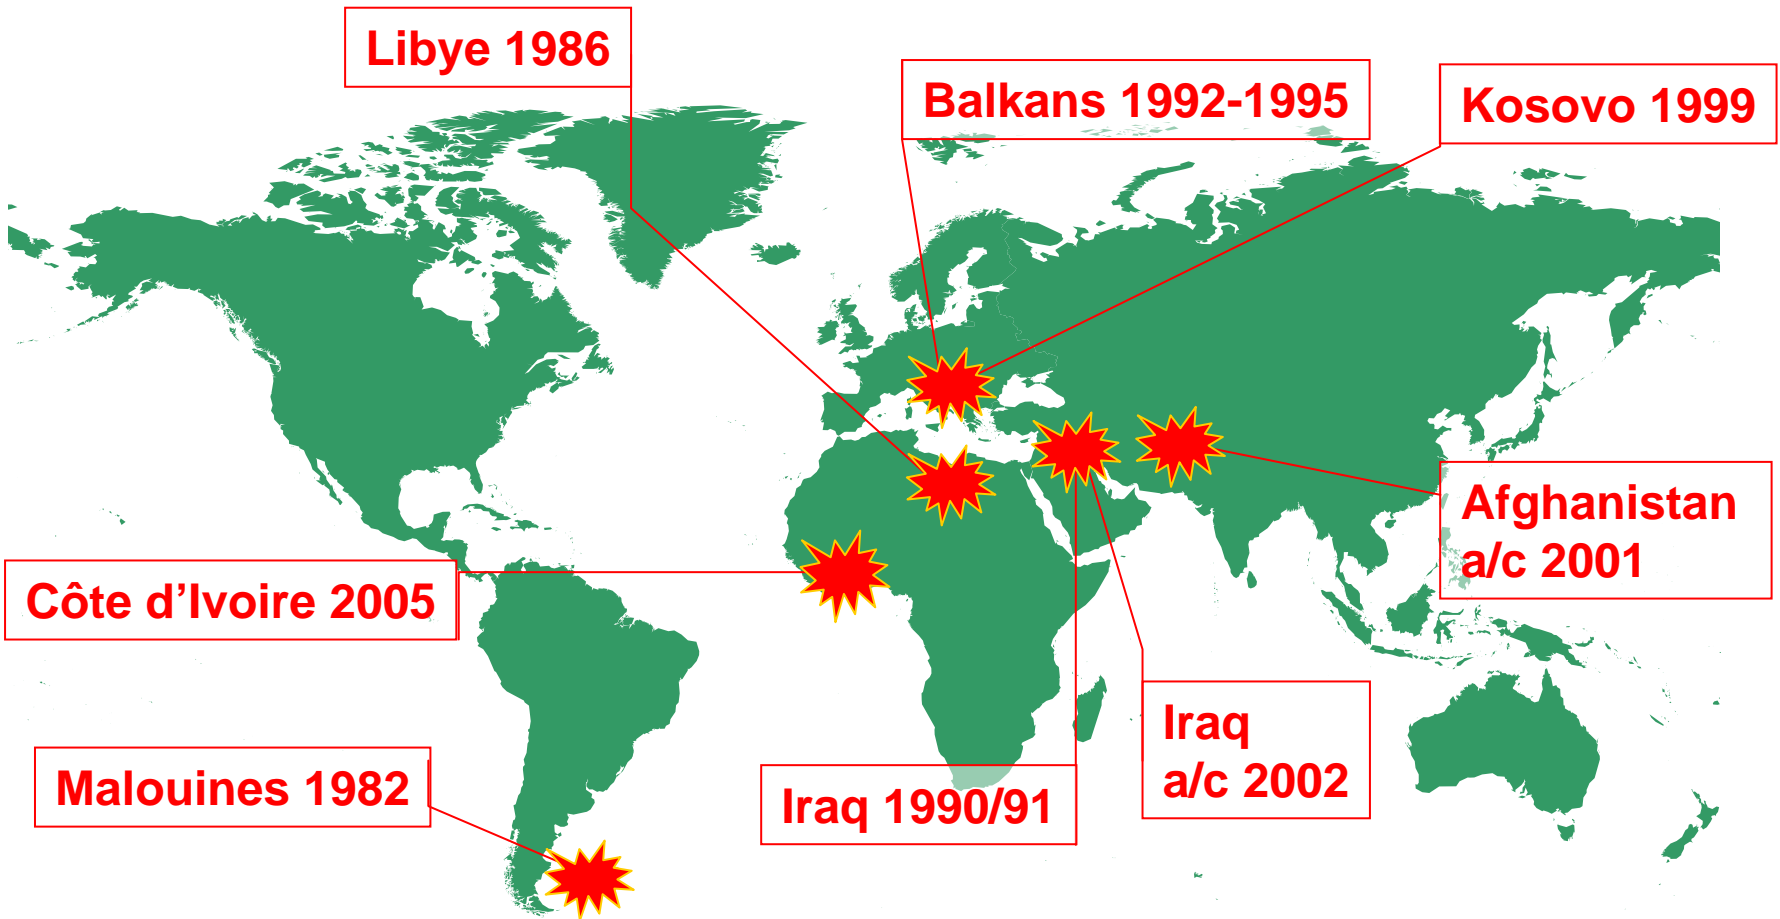 Libye 1986
Balkans 1992-1995
Kosovo 1999
Afghanistan
a/c 2001
Côte d’Ivoire 2005
Iraq
a/c 2002
Malouines 1982
Iraq 1990/91